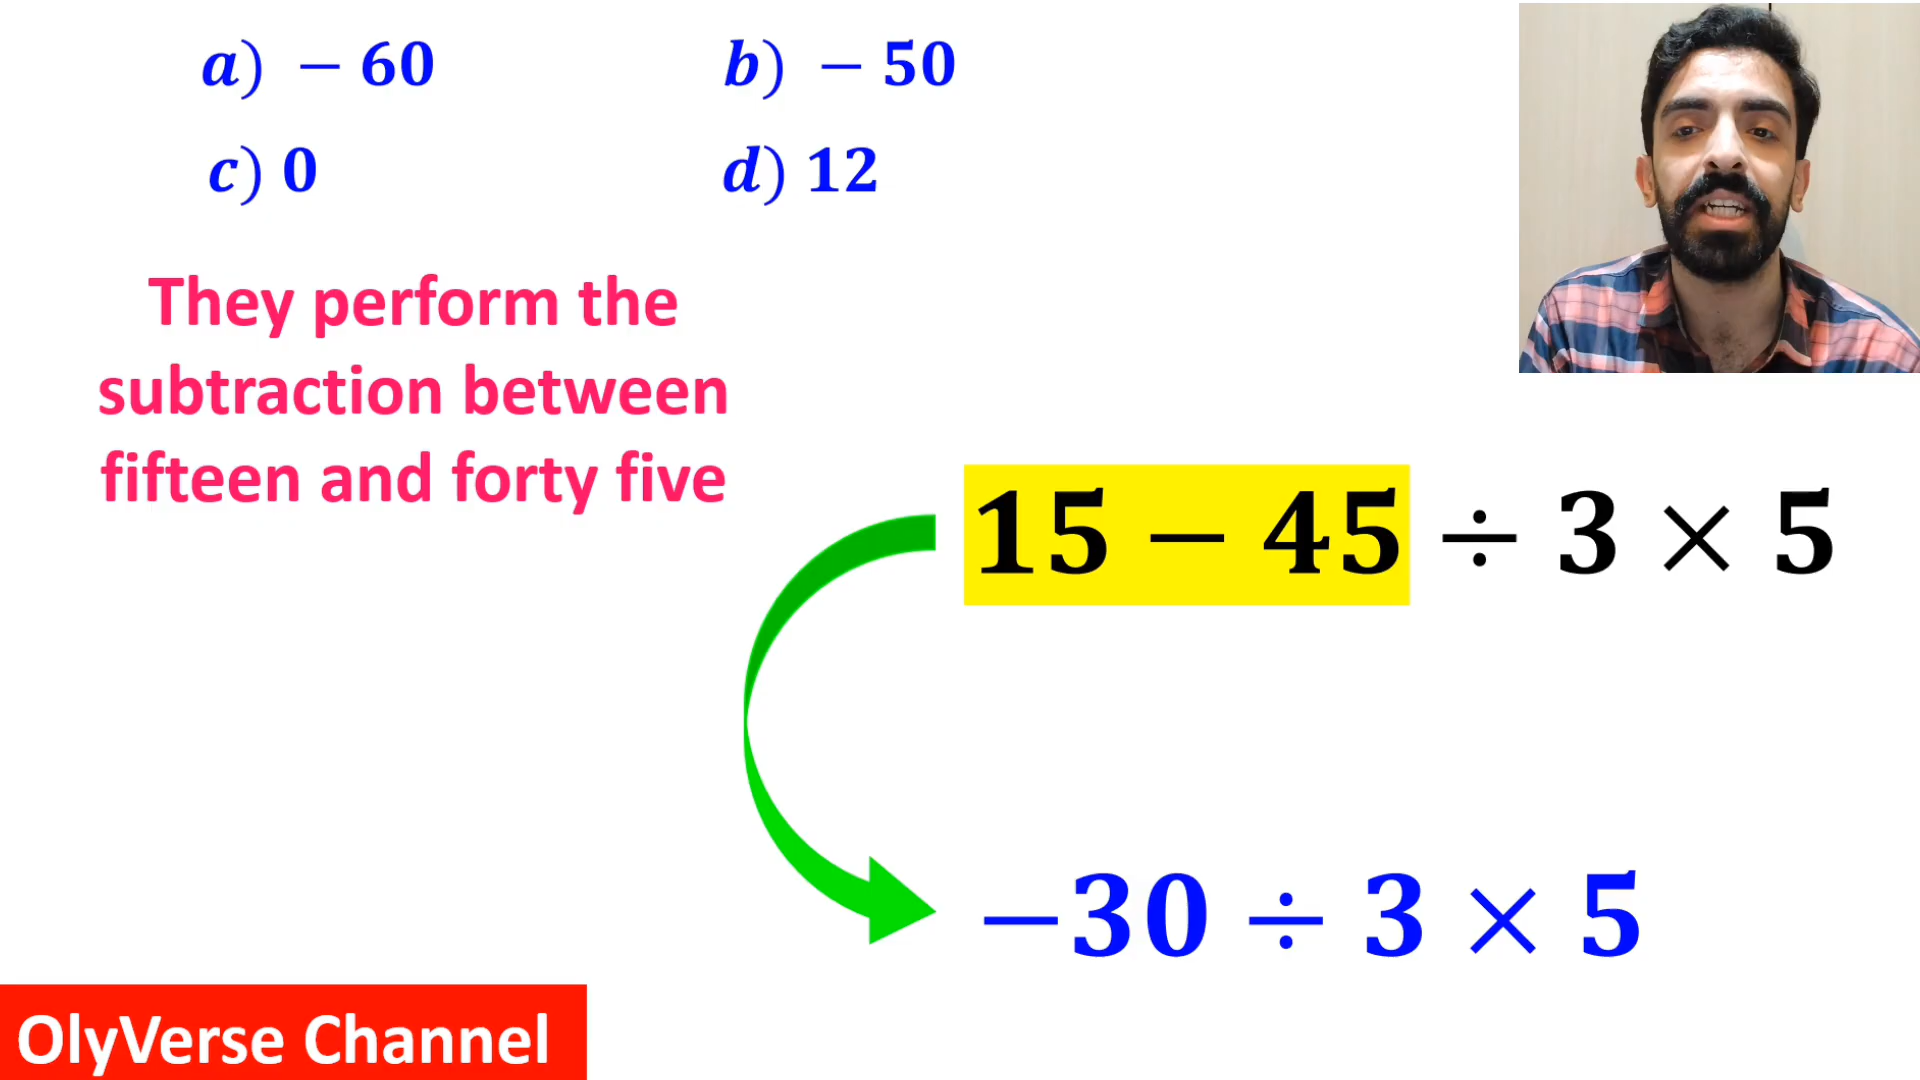 a) − 60
b) − 50
c) 0
d) 12
They perform the
subtraction between
fifteen and forty five
15 − 45 ÷ 3 × 5
−30 ÷ 3 × 5
OlyVerse Channel